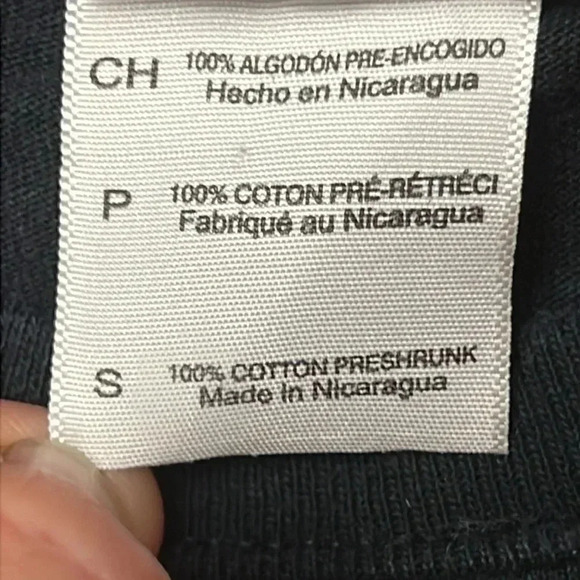 CH 100% ALGODÓN PRE-ENCOGIDO
Hecho en Nicaragua
P 100% COTON PRÉ-RÉTRÉCI
Fabriqué au Nicaragua
S 100% COTTON PRESHRUNK
Made in Nicaragua